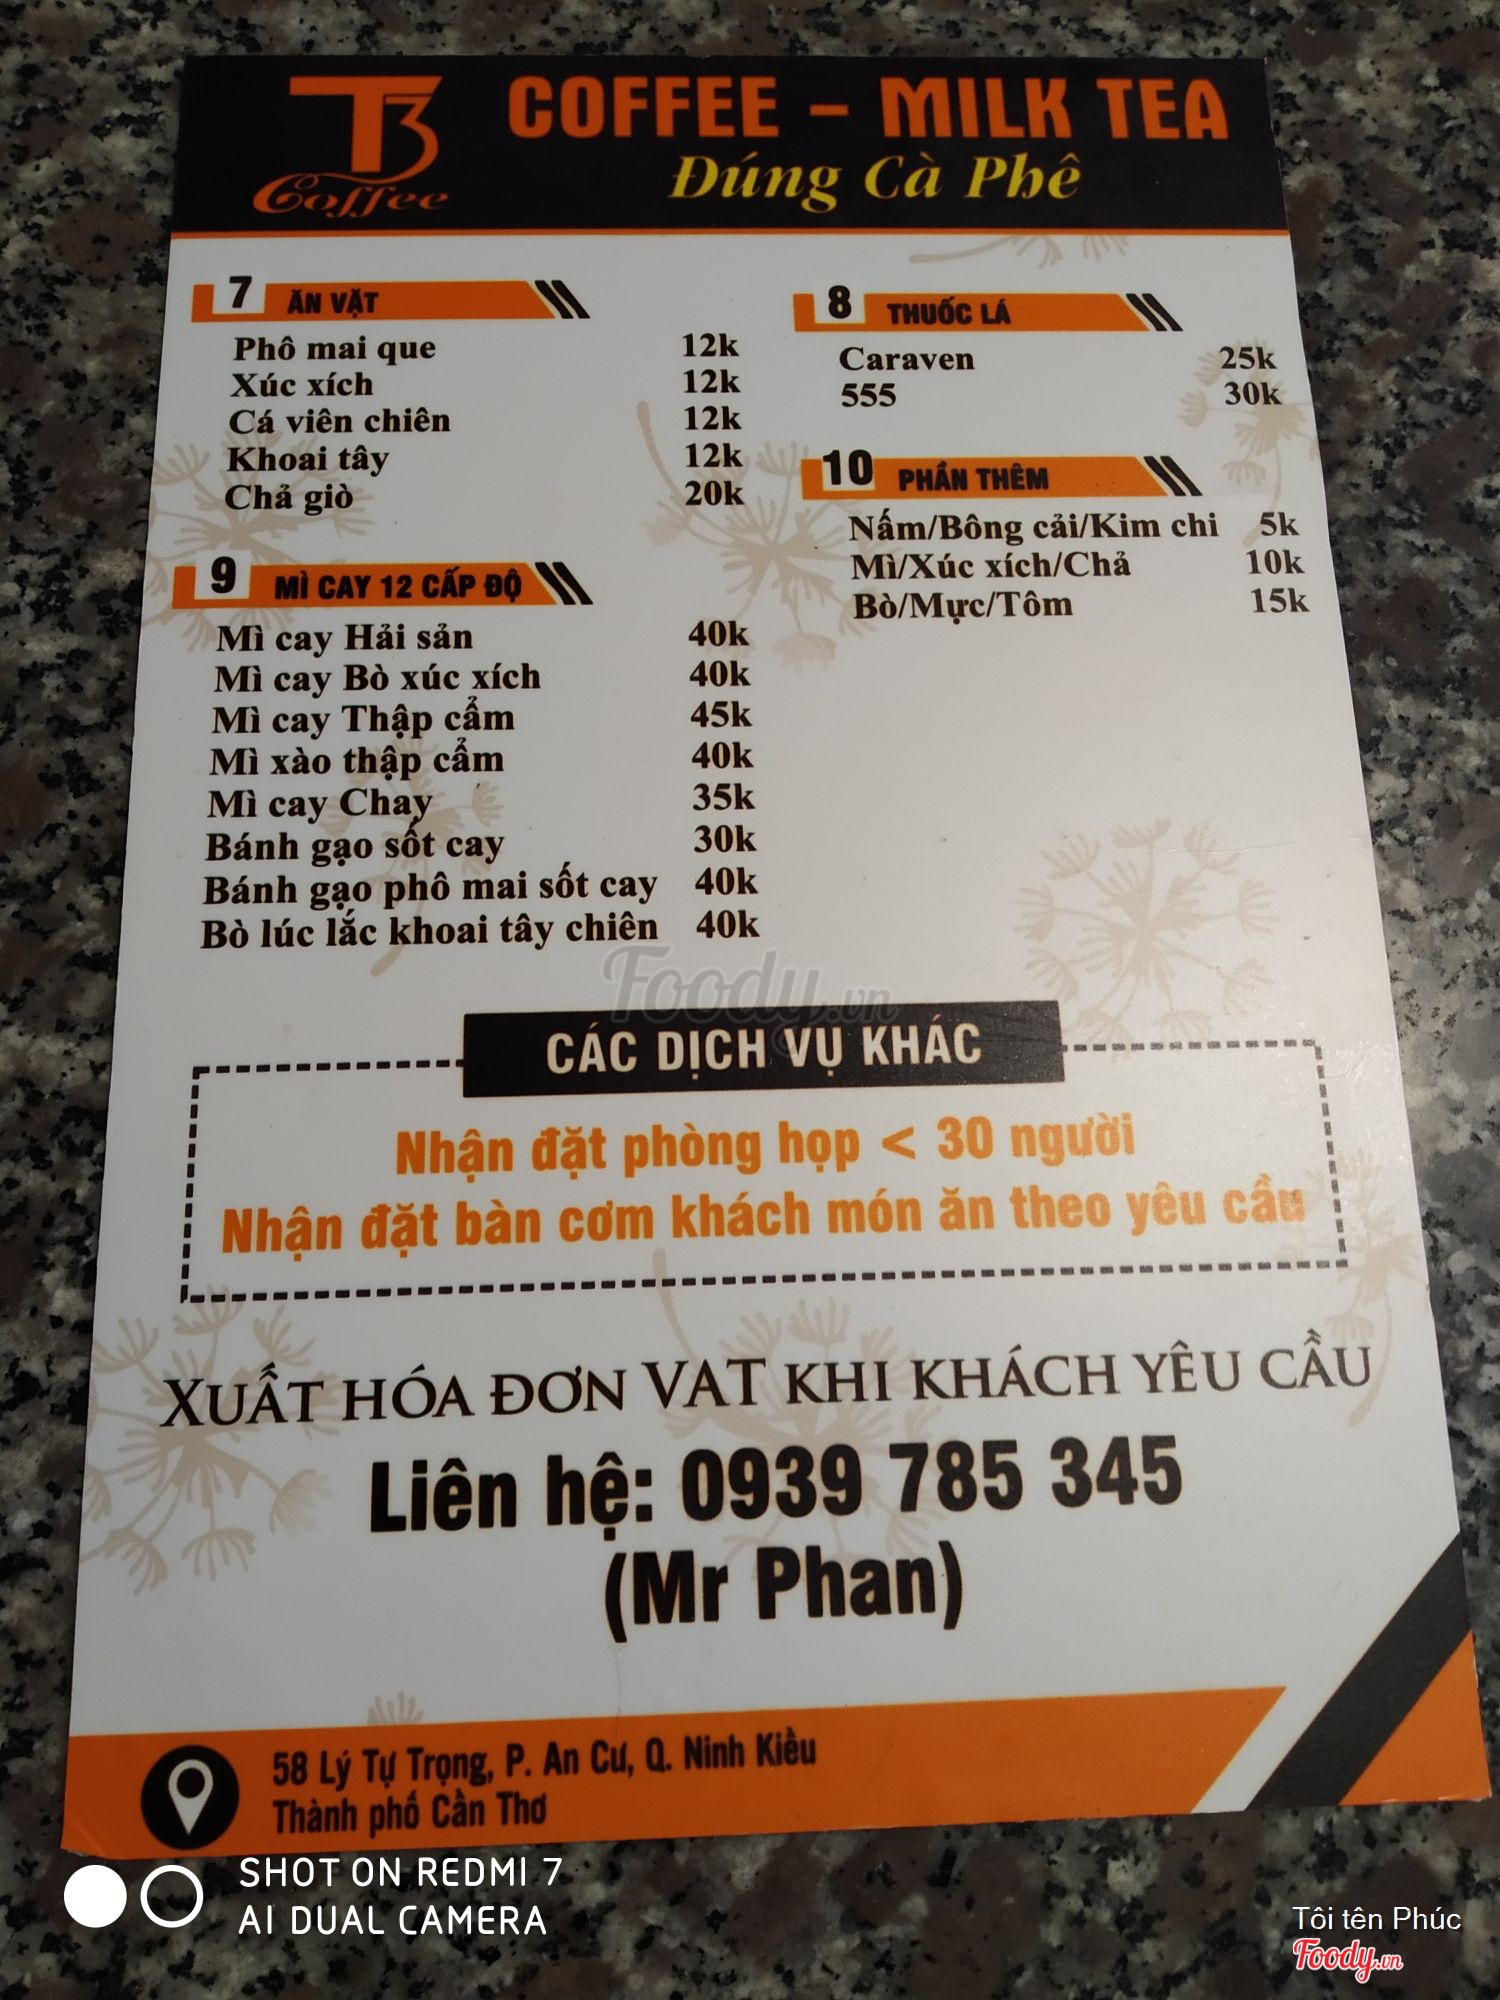 T3 Coffee
COFFEE - MILK TEA
Đúng Cà Phê
7 ĂN VẶT
Phô mai que 12k
Xúc xích 12k
Cá viên chiên 12k
Khoai tây 12k
Chả giò 20k
8 THUỐC LÁ
Caraven 25k
555 30k
9 MÌ CAY 12 CẤP ĐỘ
Mì cay Hải sản 40k
Mì cay Bò xúc xích 40k
Mì cay Thập cẩm 45k
Mì xào thập cẩm 40k
Mì cay Chay 35k
Bánh gạo sốt cay 30k
Bánh gạo phô mai sốt cay 40k
Bò lúc lắc khoai tây chiên 40k
10 PHẦN THÊM
Nấm/Bông cải/Kim chi 5k
Mì/Xúc xích/Chả 10k
Bò/Mực/Tôm 15k
Foody.vn
CÁC DỊCH VỤ KHÁC
Nhận đặt phòng họp < 30 người
Nhận đặt bàn cơm khách món ăn theo yêu cầu
XUẤT HÓA ĐƠN VAT KHI KHÁCH YÊU CẦU
Liên hệ: 0939 785 345
(Mr Phan)
58 Lý Tự Trọng, P. An Cư, Q. Ninh Kiều
Thành phố Cần Thơ
SHOT ON REDMI 7
AI DUAL CAMERA
Tôi tên Phúc
Foody.vn